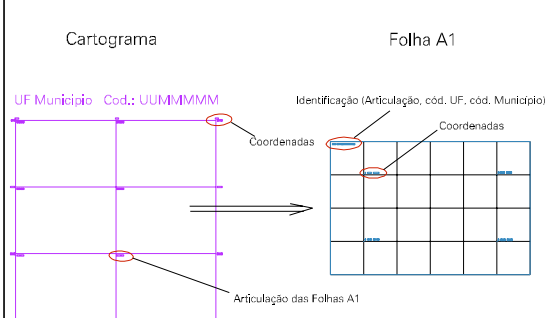 Cartograma
Folha A1
UF Município Cod.: UUMMMMM
Identificação (Articulação, cód. UF, cód. Município)
Coordenadas
Coordenadas
Articulação das Folhas A1